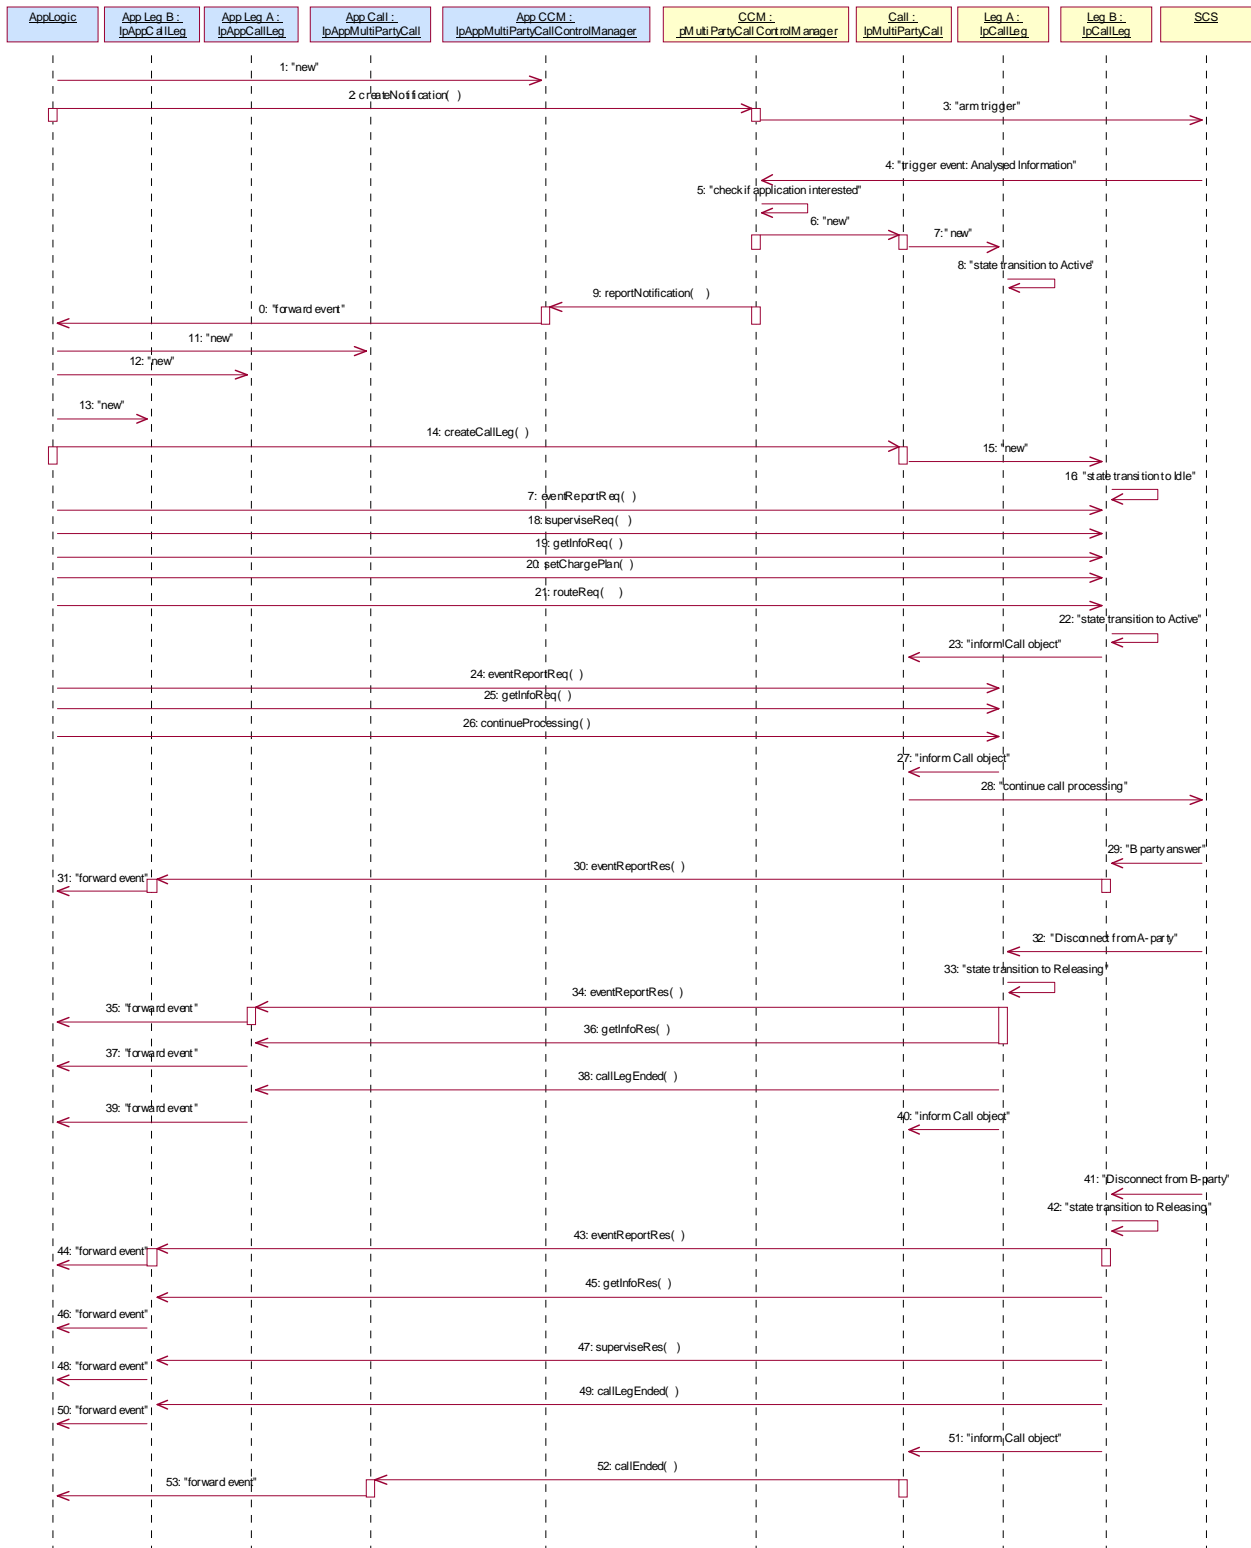 AppLogic
App Leg B :
IpAppCallLeg
App Leg A :
IpAppCallLeg
App Call :
IpAppMultiPartyCall
App CCM :
IpAppMultiPartyCallControlManager
CCM :
pMultiPartyCallControlManager
Call :
IpMultiPartyCall
Leg A :
IpCallLeg
Leg B :
IpCallLeg
SCS
1: "new"
2: createNotification( )
3: "arm trigger"
4: "trigger event: Analysed Information"
5: "check if application interested"
6: "new"
7: "new"
8: "state transition to Active"
9: reportNotification( )
0: "forward event"
11: "new"
12: "new"
13: "new"
14: createCallLeg( )
15: "new"
16: "state transition to Idle"
7: eventReportReq( )
18: superviseReq( )
19: getInfoReq( )
20: setChargePlan( )
21: routeReq( )
22: "state transition to Active"
23: "inform Call object"
24: eventReportReq( )
25: getInfoReq( )
26: continueProcessing( )
27: "inform Call object"
28: "continue call processing"
29: "B party answer"
30: eventReportRes( )
31: "forward event"
32: "Disconnect from A-party"
33: "state transition to Releasing"
34: eventReportRes( )
35: "forward event"
36: getInfoRes( )
37: "forward event"
38: callLegEnded( )
39: "forward event"
40: "inform Call object"
41: "Disconnect from B-party"
42: "state transition to Releasing"
43: eventReportRes( )
44: "forward event"
45: getInfoRes( )
46: "forward event"
47: superviseRes( )
48: "forward event"
49: callLegEnded( )
50: "forward event"
51: "inform Call object"
52: callEnded( )
53: "forward event"